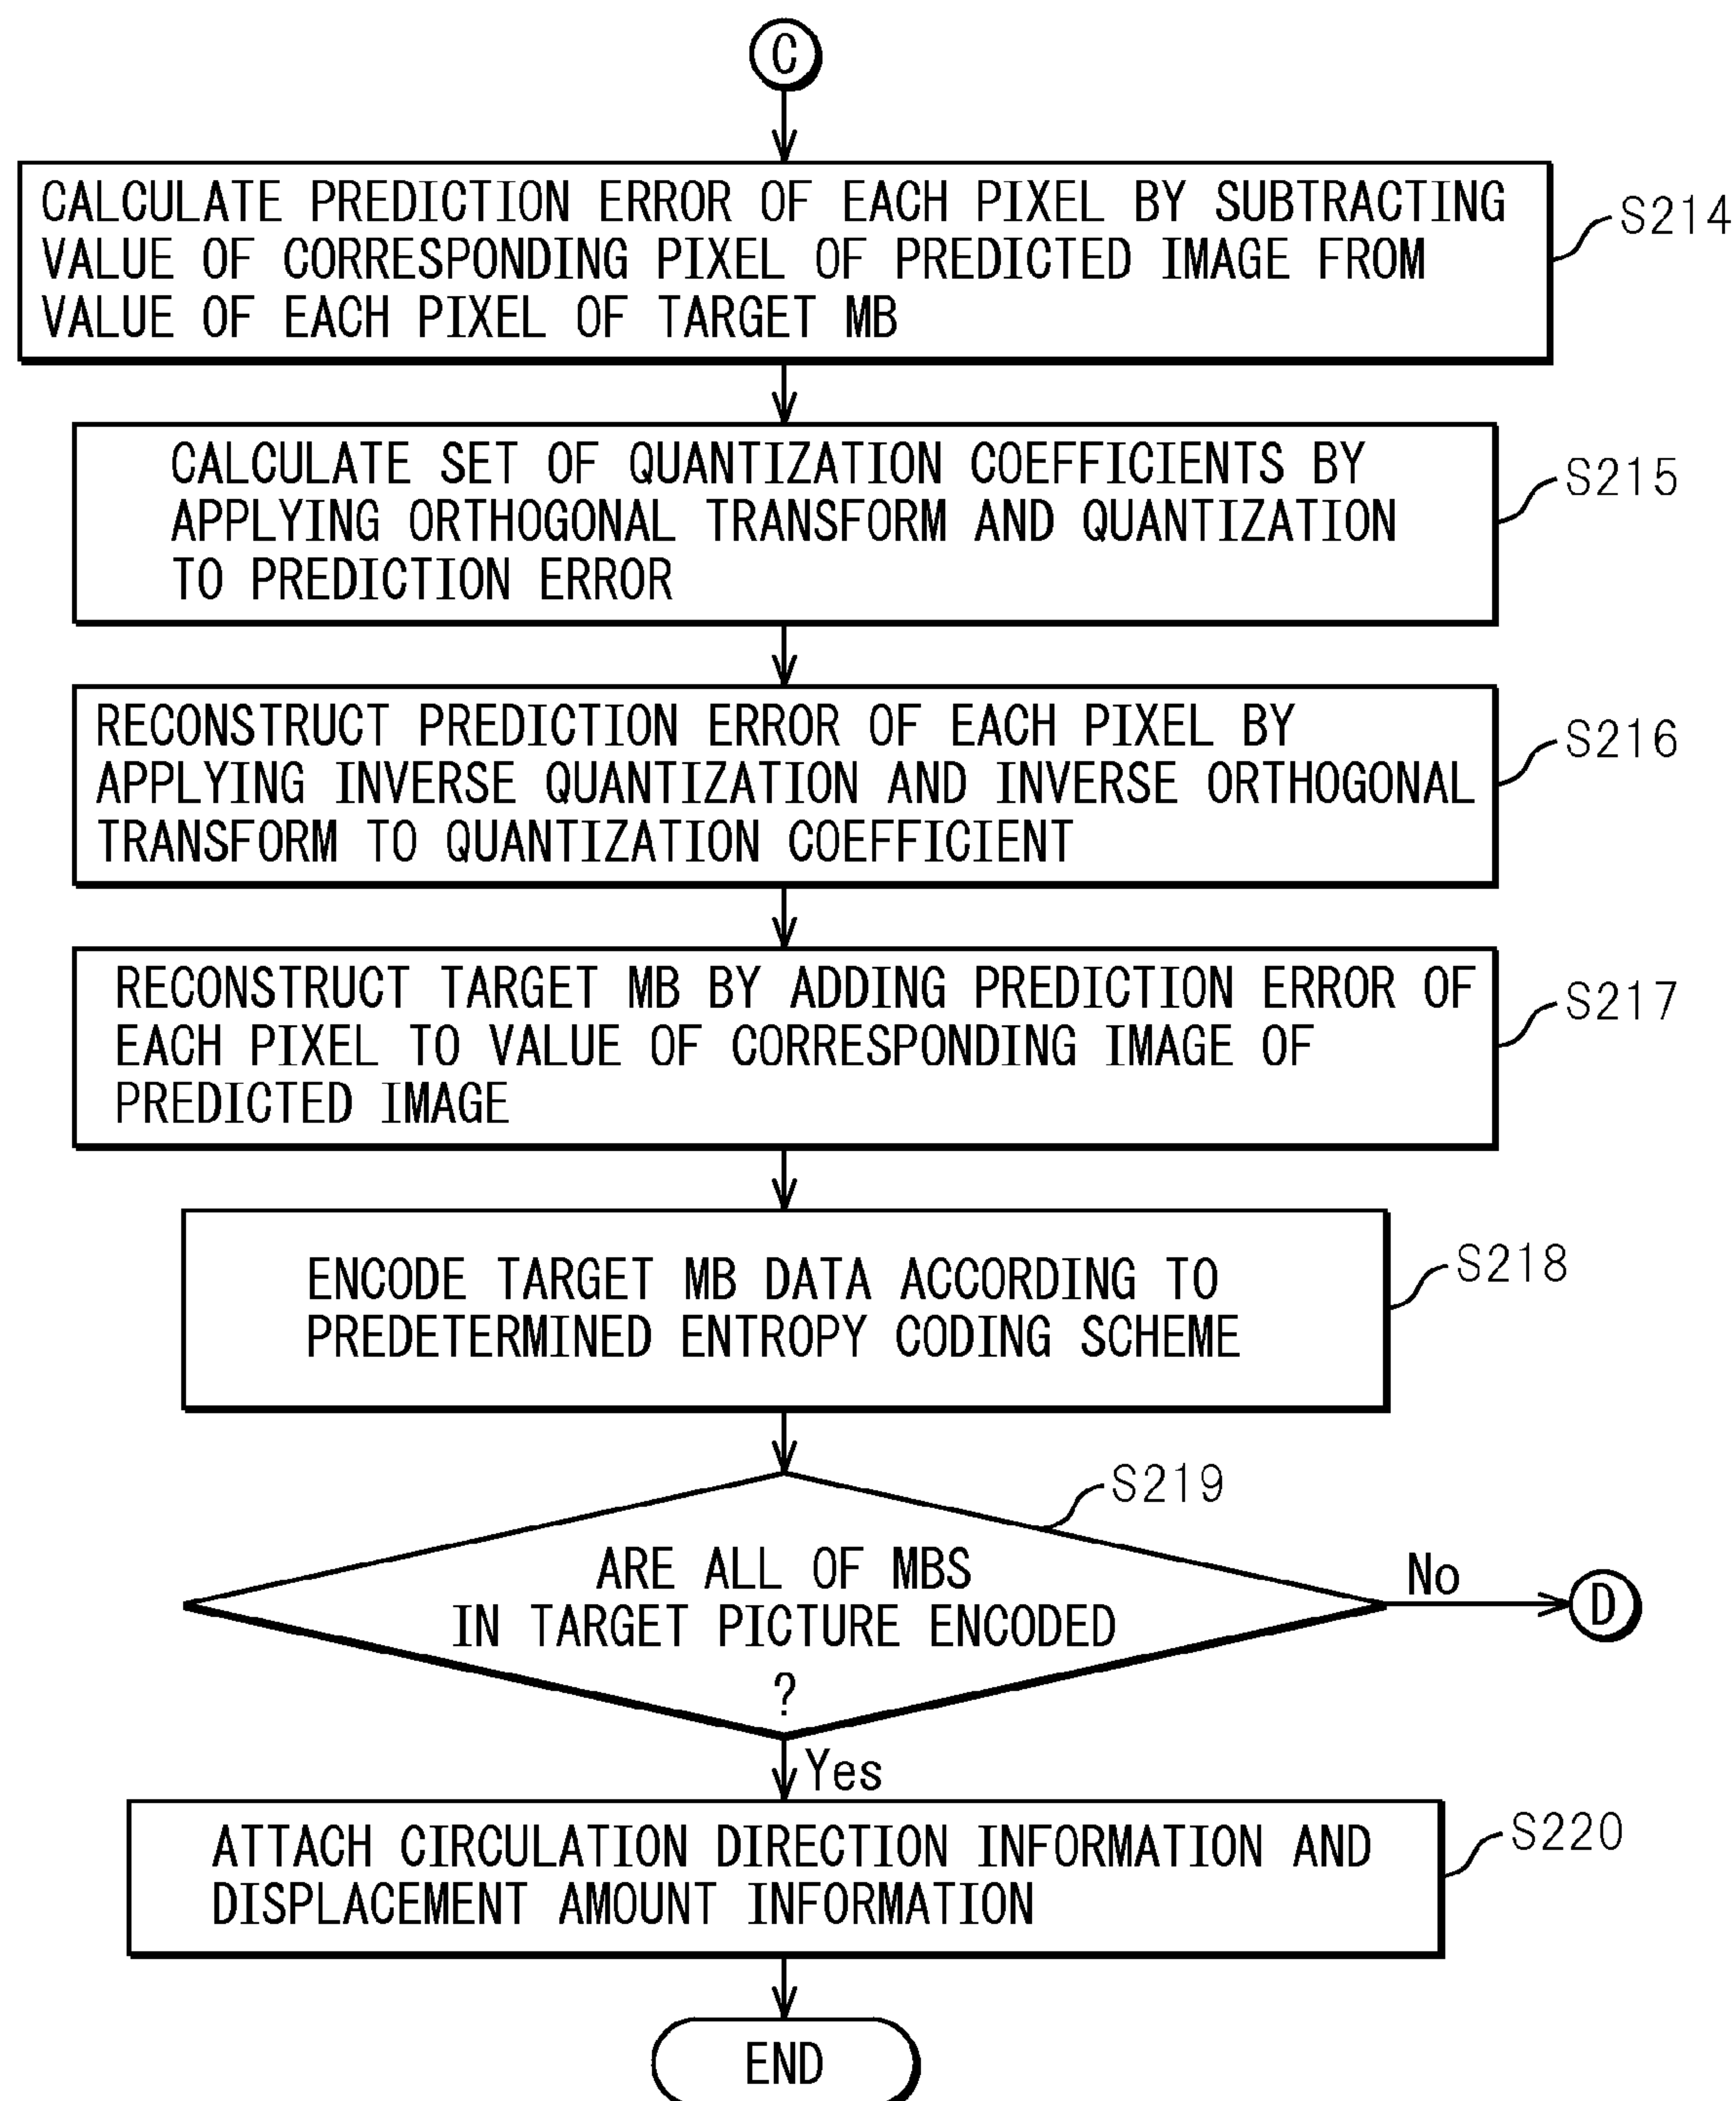 C
CALCULATE PREDICTION ERROR OF EACH PIXEL BY SUBTRACTING
VALUE OF CORRESPONDING PIXEL OF PREDICTED IMAGE FROM
VALUE OF EACH PIXEL OF TARGET MB
S214
CALCULATE SET OF QUANTIZATION COEFFICIENTS BY
APPLYING ORTHOGONAL TRANSFORM AND QUANTIZATION
TO PREDICTION ERROR
S215
RECONSTRUCT PREDICTION ERROR OF EACH PIXEL BY
APPLYING INVERSE QUANTIZATION AND INVERSE ORTHOGONAL
TRANSFORM TO QUANTIZATION COEFFICIENT
S216
RECONSTRUCT TARGET MB BY ADDING PREDICTION ERROR OF
EACH PIXEL TO VALUE OF CORRESPONDING IMAGE OF
PREDICTED IMAGE
S217
ENCODE TARGET MB DATA ACCORDING TO
PREDETERMINED ENTROPY CODING SCHEME
S218
S219
ARE ALL OF MBS
IN TARGET PICTURE ENCODED
?
No
D
Yes
ATTACH CIRCULATION DIRECTION INFORMATION AND
DISPLACEMENT AMOUNT INFORMATION
S220
END